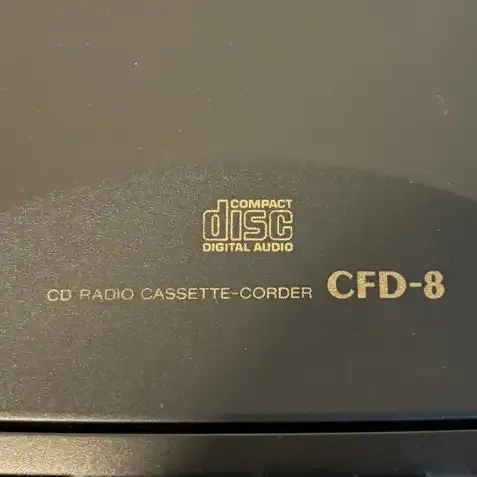 COMPACT
disc
DIGITAL AUDIO
CD RADIO CASSETTE-CORDER CFD-8